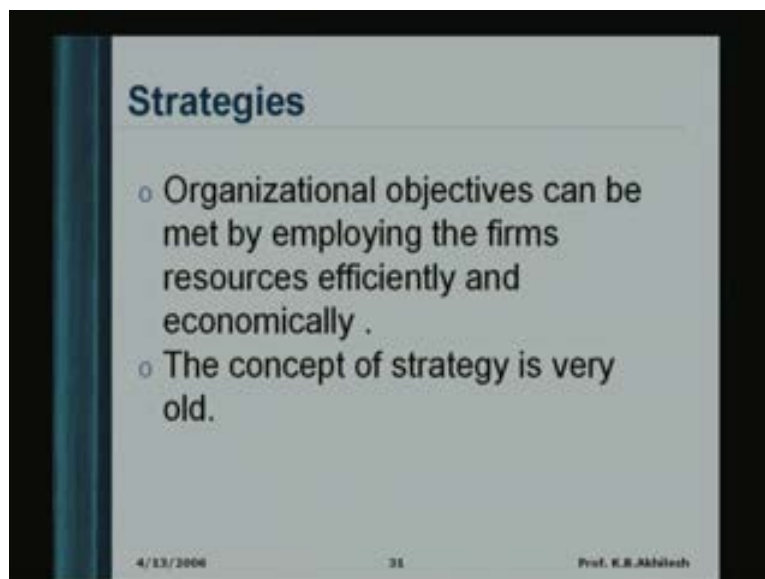 Strategies
o Organizational objectives can be
met by employing the firms
resources efficiently and
economically .
o The concept of strategy is very
old.
4/13/2006 31 Prof. K.B.Akhilesh